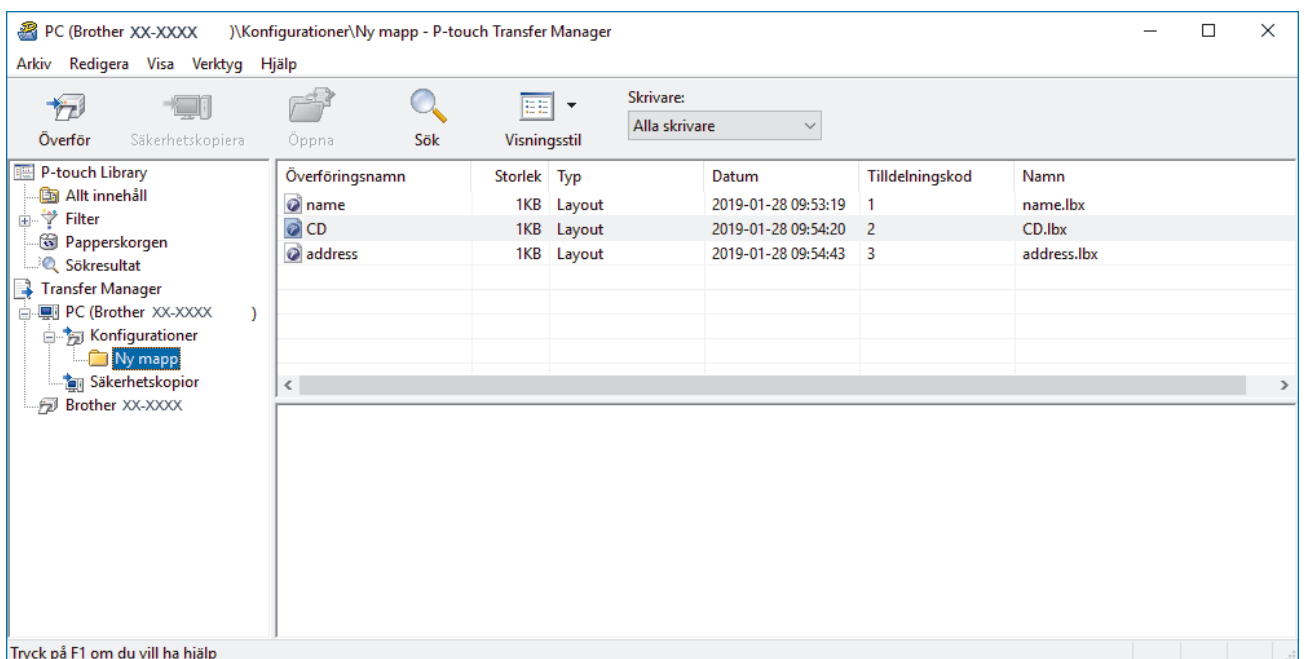 PC (Brother XX-XXXX )\Konfigurationer\Ny mapp - P-touch Transfer Manager
Arkiv Redigera Visa Verktyg Hjälp
Överför Säkerhetskopiera Öppna Sök Visningsstil
Skrivare:
Alla skrivare
P-touch Library
Allt innehåll
Filter
Papperskorgen
Sökresultat
Transfer Manager
PC (Brother XX-XXXX )
Konfigurationer
Ny mapp
Säkerhetskopior
Brother XX-XXXX
Överföringsnamn Storlek Typ Datum Tilldelningskod Namn
name 1KB Layout 2019-01-28 09:53:19 1 name.lbx
CD 1KB Layout 2019-01-28 09:54:20 2 CD.lbx
address 1KB Layout 2019-01-28 09:54:43 3 address.lbx
Tryck på F1 om du vill ha hjälp